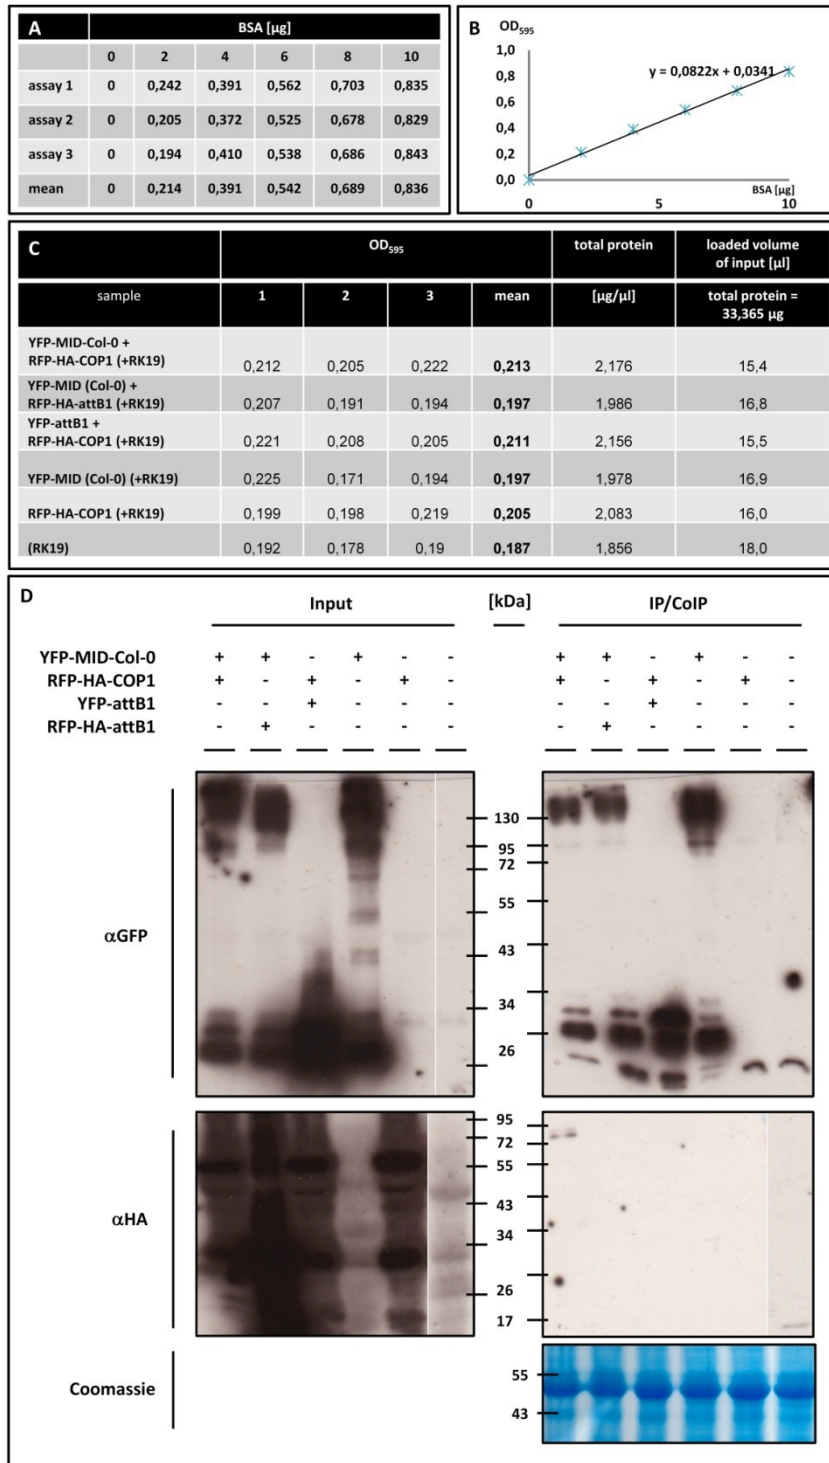 A BSA [µg]
0 2 4 6 8 10
assay 1 0 0,242 0,391 0,562 0,703 0,835
assay 2 0 0,205 0,372 0,525 0,678 0,829
assay 3 0 0,194 0,410 0,538 0,686 0,843
mean 0 0,214 0,391 0,542 0,689 0,836
B OD595
1,0
y = 0,0822x + 0,0341
0,8
0,6
0,4
0,2
0,0
BSA [µg]
0 5 10
C OD595 total protein loaded volume
of input [µl]
sample 1 2 3 mean [µg/µl] total protein =
33,365 µg
YFP-MID-Col-0 +
RFP-HA-COP1 (+RK19) 0,212 0,205 0,222 0,213 2,176 15,4
YFP-MID (Col-0) +
RFP-HA-attB1 (+RK19) 0,207 0,191 0,194 0,197 1,986 16,8
YFP-attB1 +
RFP-HA-COP1 (+RK19) 0,221 0,208 0,205 0,211 2,156 15,5
YFP-MID (Col-0) (+RK19) 0,225 0,171 0,194 0,197 1,978 16,9
RFP-HA-COP1 (+RK19) 0,199 0,198 0,219 0,205 2,083 16,0
(RK19) 0,192 0,178 0,19 0,187 1,856 18,0
D Input [kDa] IP/CoIP
YFP-MID-Col-0 + + - + - - + + - + - -
RFP-HA-COP1 + - + - + - + - + - + -
YFP-attB1 - - + - - - - - + - - -
RFP-HA-attB1 - + - - - - - + - - - -
130
95
72
55
αGFP
43
34
26
95
72
55
αHA
43
34
26
17
Coomassie
55
43